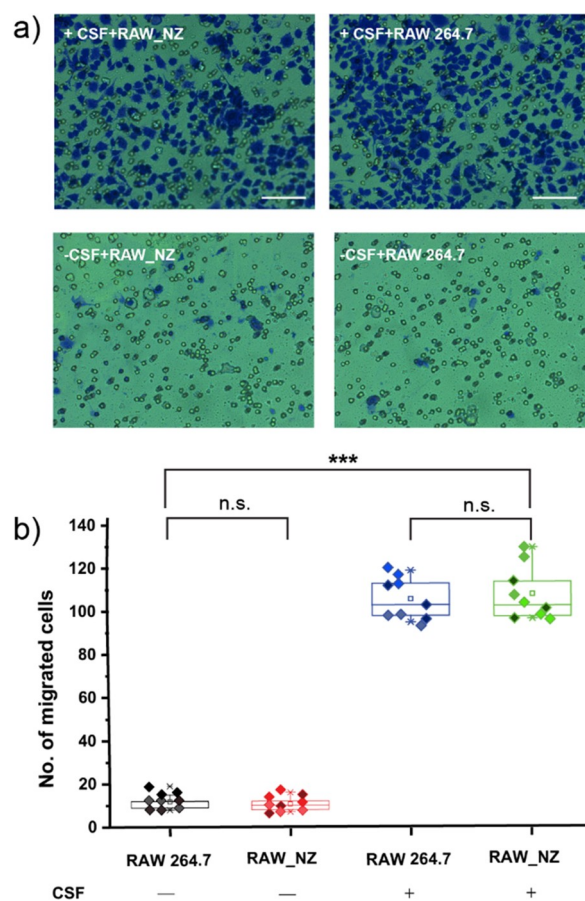 a)
+ CSF+RAW_NZ
+ CSF+RAW 264.7
-CSF+RAW_NZ
-CSF+RAW 264.7
***
n.s.
n.s.
b)
No. of migrated cells
140
120
100
80
60
40
20
0
RAW 264.7 RAW_NZ RAW 264.7 RAW_NZ
CSF — — + +